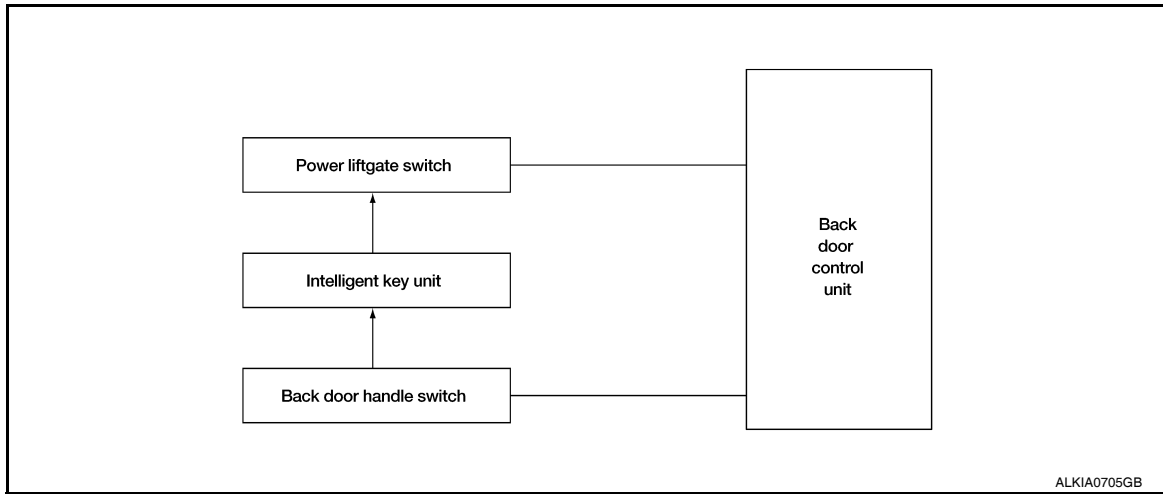 Power liftgate switch
Intelligent key unit
Back door handle switch
Back
door
control
unit
ALKIA0705GB